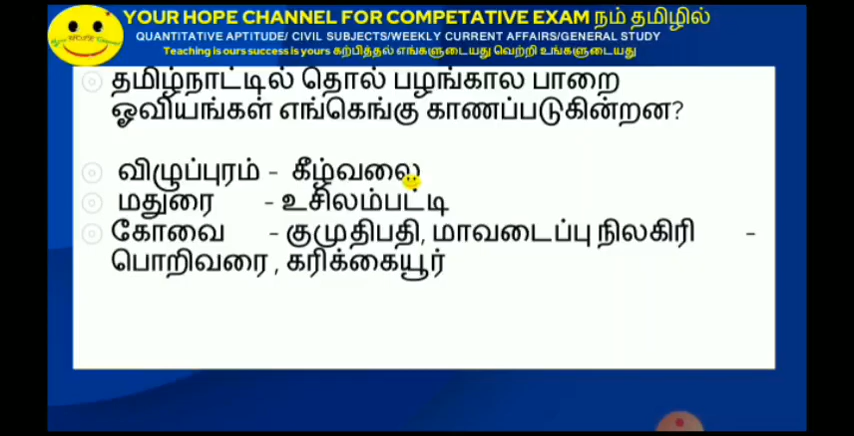 YOUR HOPE CHANNEL FOR COMPETATIVE EXAM நம் தமிழில்
QUANTITATIVE APTITUDE/ CIVIL SUBJECTS/WEEKLY CURRENT AFFAIRS/GENERAL STUDY
Teaching is ours success is yours கற்பித்தல் எங்களுடையது வெற்றி உங்களுடையது
தமிழ்நாட்டில் தொல் பழங்கால பாறை
ஓவியங்கள் எங்கெங்கு காணப்படுகின்றன?
விழுப்புரம் - கீழ்வலை
மதுரை - உசிலம்பட்டி
கோவை - குமுதிபதி, மாவடைப்பு நிலகிரி -
பொறிவரை , கரிக்கையூர்